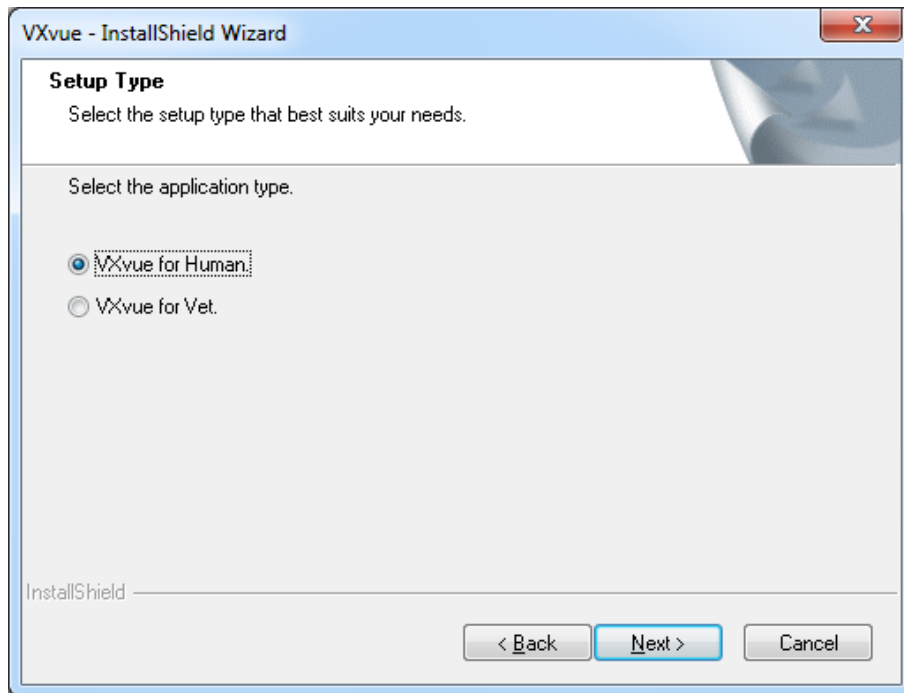 VXvue - InstallShield Wizard
Setup Type
Select the setup type that best suits your needs.
Select the application type.
VXvue for Human.
VXvue for Vet.
InstallShield
< Back Next > Cancel